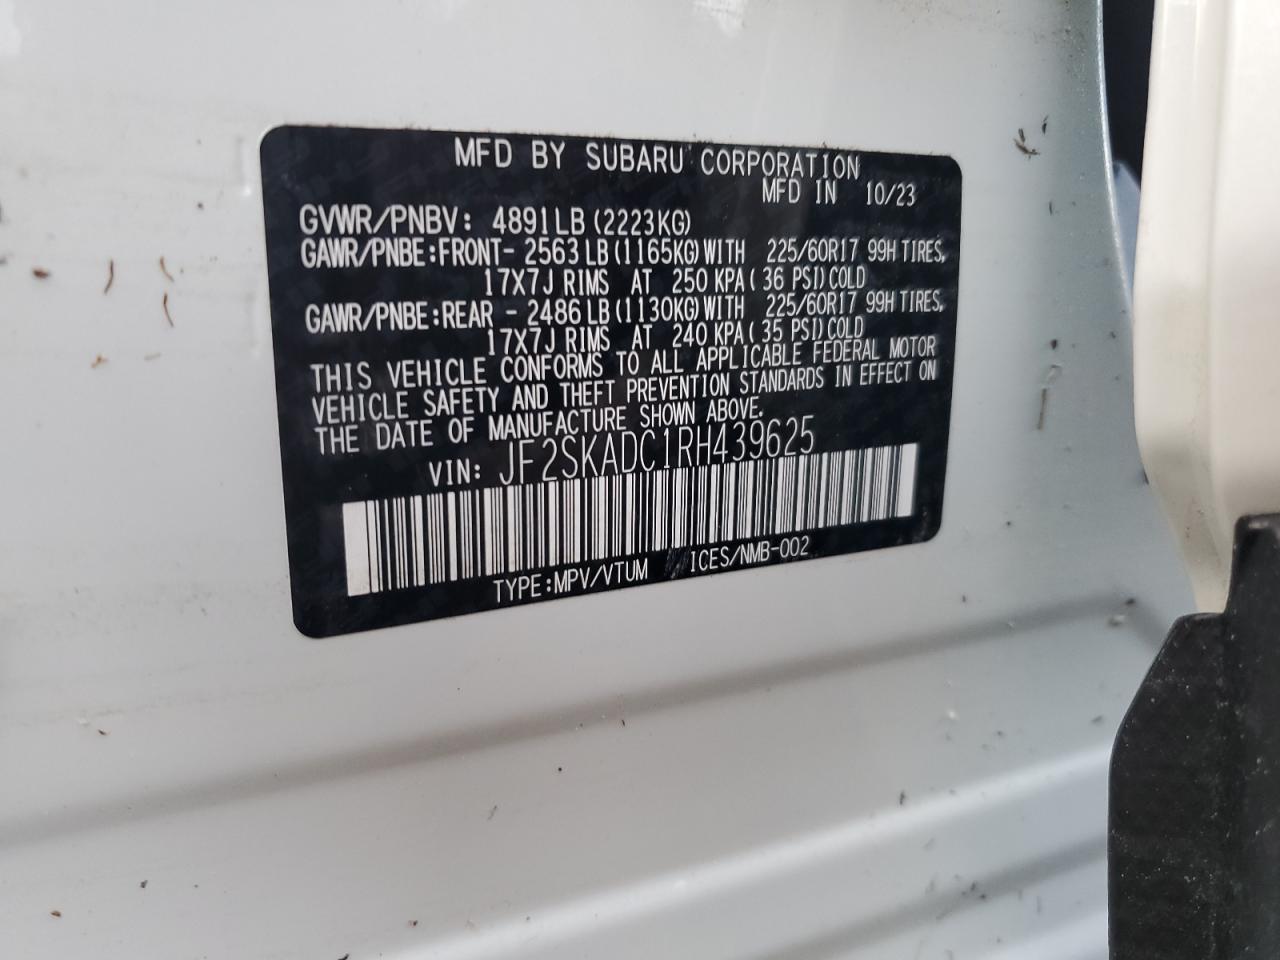 MFD BY SUBARU CORPORATION
MFD IN 10/23
GVWR/PNBV: 4891LB (2223KG)
GAWR/PNBE:FRONT- 2563 LB (1165KG) WITH 225/60R17 99H TIRES,
17X7J RIMS AT 250 KPA ( 36 PSI) COLD
GAWR/PNBE:REAR - 2486 LB (1130KG) WITH 225/60R17 99H TIRES,
17X7J RIMS AT 240 KPA ( 35 PSI) COLD
THIS VEHICLE CONFORMS TO ALL APPLICABLE FEDERAL MOTOR
VEHICLE SAFETY AND THEFT PREVENTION STANDARDS IN EFFECT ON
THE DATE OF MANUFACTURE SHOWN ABOVE.
VIN: JF2SKADC1RH439625
TYPE:MPV/VTUM ICES/NMB-002